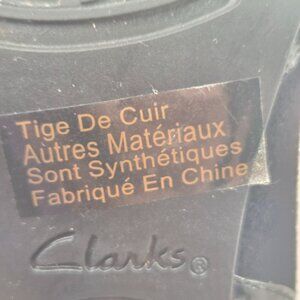 Tige De Cuir
Autres Matériaux
Sont Synthétiques
Fabriqué En Chine
Clarks®